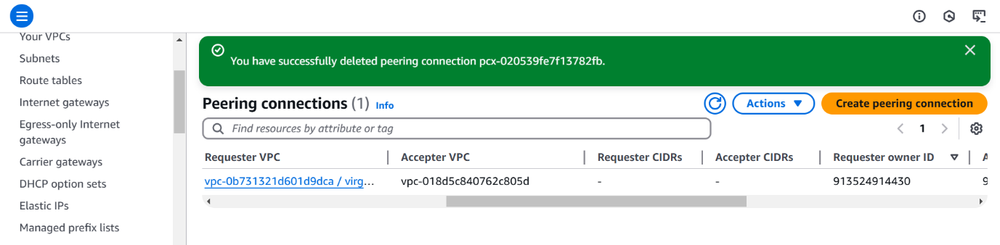 Your VPCs
Subnets
Route tables
Internet gateways
Egress-only Internet
gateways
Carrier gateways
DHCP option sets
Elastic IPs
Managed prefix lists
You have successfully deleted peering connection pcx-020539fe7f13782fb.
Peering connections (1) Info
Actions
Create peering connection
Find resources by attribute or tag
1
Requester VPC Accepter VPC Requester CIDRs Accepter CIDRs Requester owner ID A
vpc-0b731321d601d9dca / virg... vpc-018d5c840762c805d - - 913524914430 9